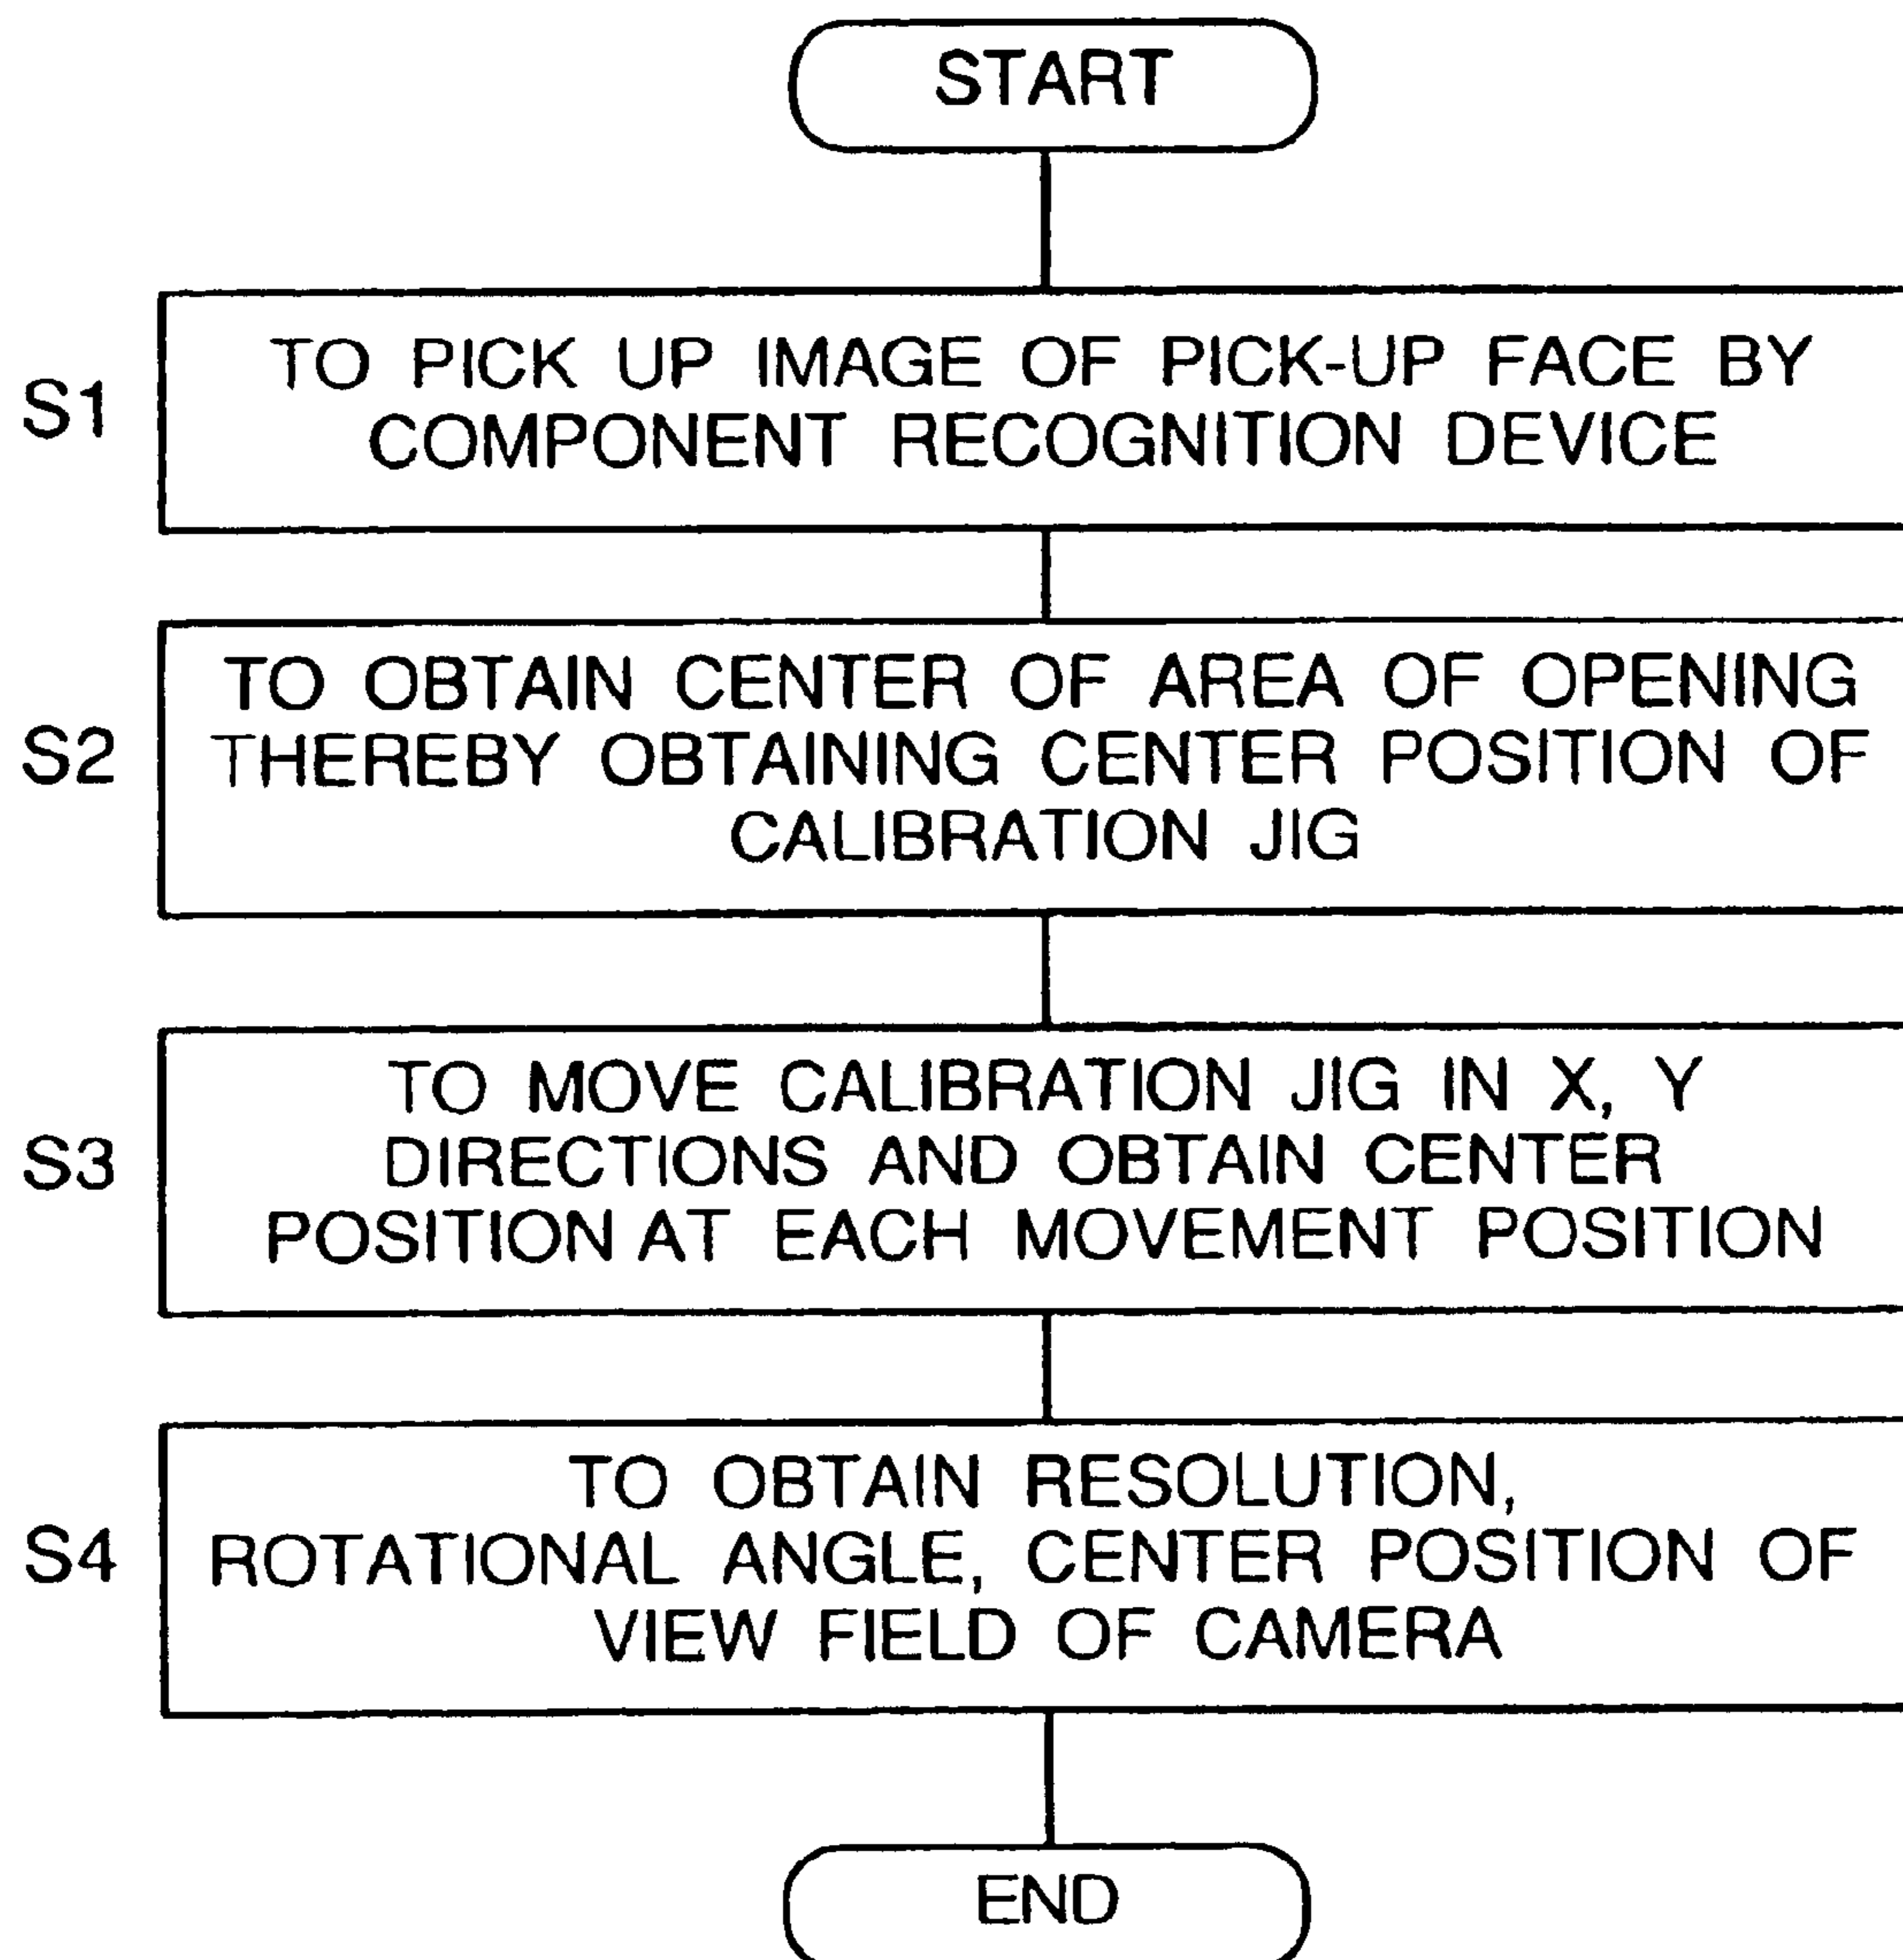 START
S1
TO PICK UP IMAGE OF PICK-UP FACE BY
COMPONENT RECOGNITION DEVICE
S2
TO OBTAIN CENTER OF AREA OF OPENING
THEREBY OBTAINING CENTER POSITION OF
CALIBRATION JIG
S3
TO MOVE CALIBRATION JIG IN X, Y
DIRECTIONS AND OBTAIN CENTER
POSITION AT EACH MOVEMENT POSITION
S4
TO OBTAIN RESOLUTION,
ROTATIONAL ANGLE, CENTER POSITION OF
VIEW FIELD OF CAMERA
END